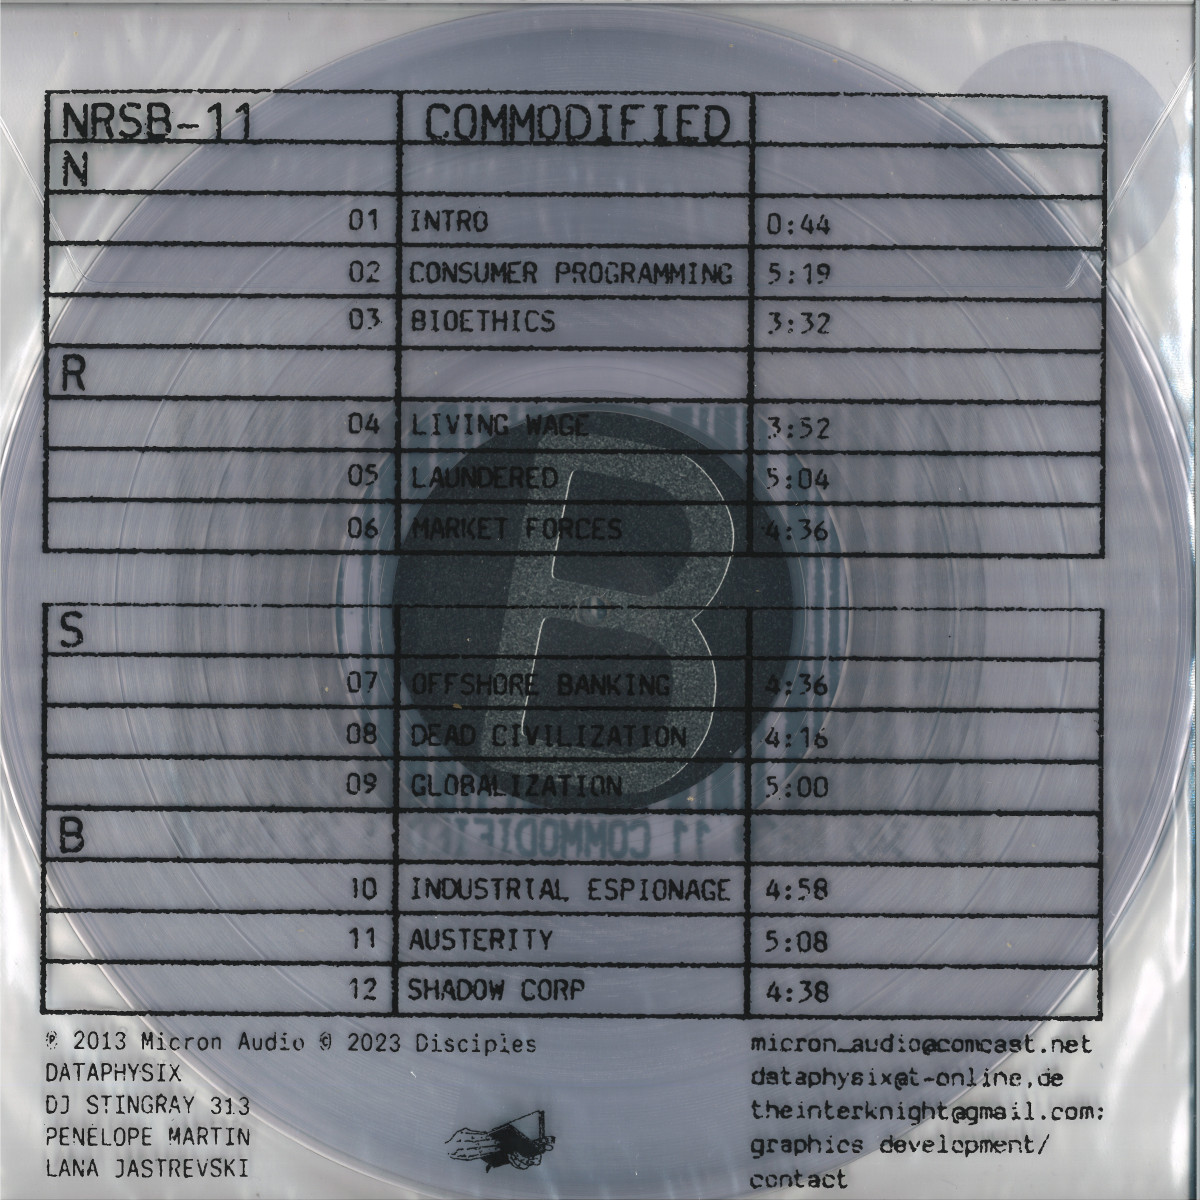 NRSB-11 COMMODIFIED
N
01 INTRO 0:44
02 CONSUMER PROGRAMMING 5:19
03 BIOETHICS 3:32
R
04 LIVING WAGE 3:52
05 LAUNDERED 5:04
06 MARKET FORCES 4:36
S
07 OFFSHORE BANKING 4:36
08 DEAD CIVILIZATION 4:16
09 GLOBALIZATION 5:00
B
B
11 COMMODIFI
10 INDUSTRIAL ESPIONAGE 4:58
11 AUSTERITY 5:08
12 SHADOW CORP 4:38
℗ 2013 Micron Audio © 2023 Disciples
DATAPHYSIX
DJ STINGRAY 313
PENELOPE MARTIN
LANA JASTREVSKI
micron_audio@comcast.net
dataphysix@t-online.de
theinterknight@gmail.com:
graphics development/
contact